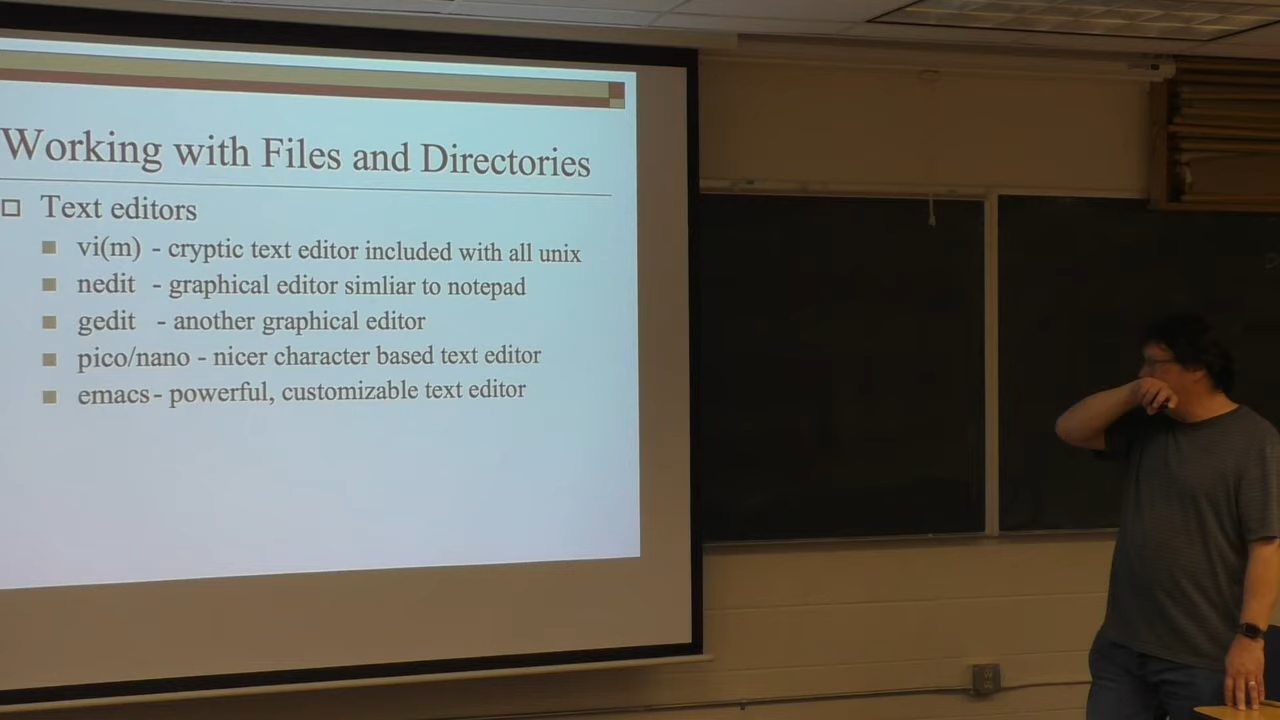 Working with Files and Directories
Text editors
vi(m) - cryptic text editor included with all unix
nedit - graphical editor simliar to notepad
gedit - another graphical editor
pico/nano - nicer character based text editor
emacs - powerful, customizable text editor